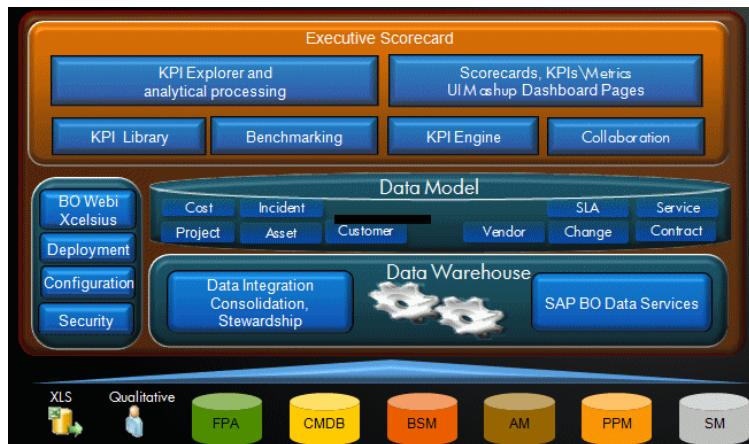 Executive Scorecard
KPI Explorer and
analytical processing
Scorecards, KPIs\Metrics
UI Mashup Dashboard Pages
KPI Library
Benchmarking
KPI Engine
Collaboration
BO Webi
Xcelsius
Deployment
Configuration
Security
Data Model
Cost
Incident
SLA
Service
Project
Asset
Customer
Vendor
Change
Contract
Data Warehouse
Data Integration
Consolidation,
Stewardship
SAP BO Data Services
XLS
Qualitative
FPA
CMDB
BSM
AM
PPM
SM